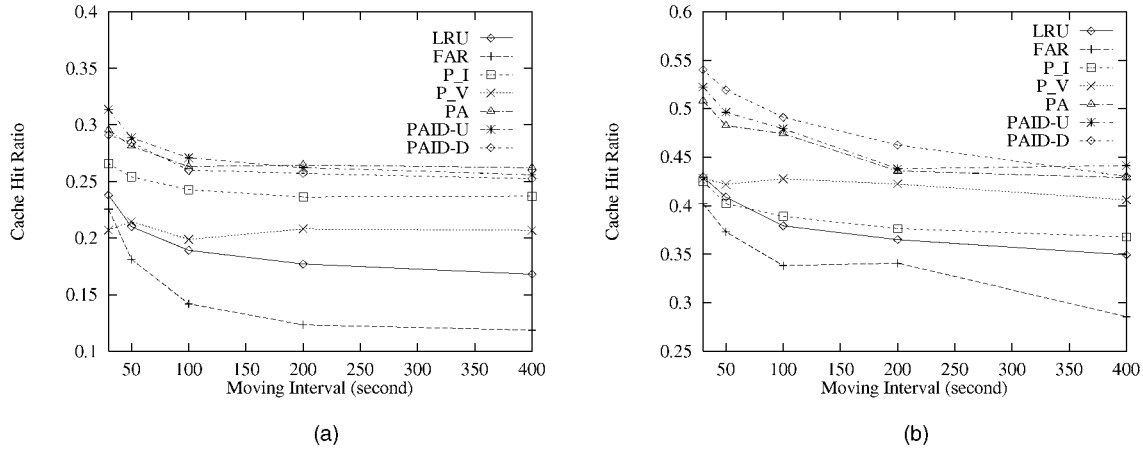 0.4
0.35
0.3
0.25
0.2
0.15
0.1
Cache Hit Ratio
LRU
FAR
P_I
P_V
PA
PAID-U
PAID-D
50 100 150 200 250 300 350 400
Moving Interval (second)
(a)
0.6
0.55
0.5
0.45
0.4
0.35
0.3
0.25
Cache Hit Ratio
LRU
FAR
P_I
P_V
PA
PAID-U
PAID-D
50 100 150 200 250 300 350 400
Moving Interval (second)
(b)